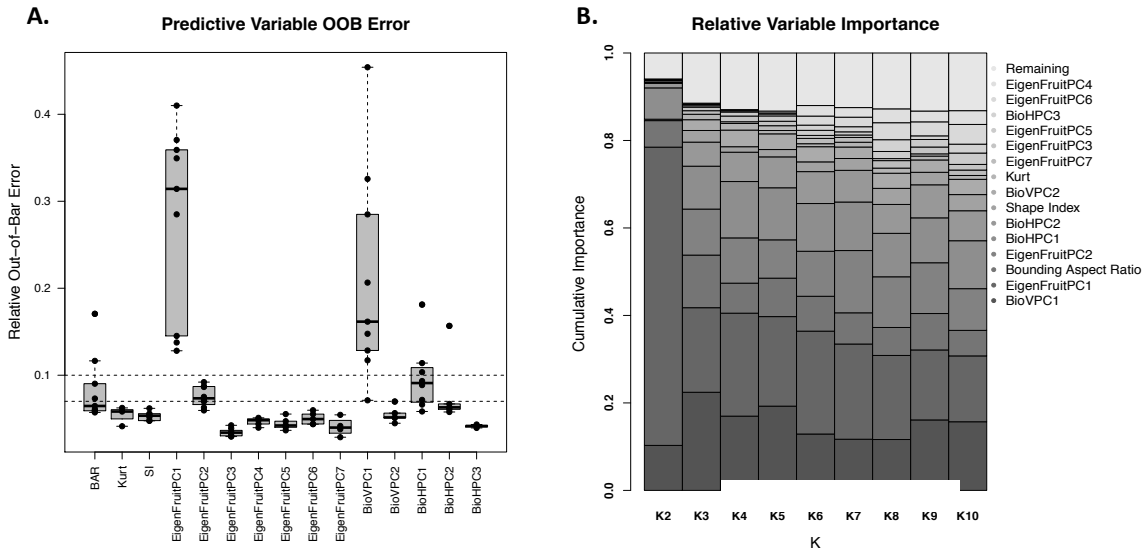 A.
Predictive Variable OOB Error
Relative Out−of−Bar Error
0.4
0.3
0.2
0.1
BAR
Kurt
SI
EigenFruitPC1
EigenFruitPC2
EigenFruitPC3
EigenFruitPC4
EigenFruitPC5
EigenFruitPC6
EigenFruitPC7
BioVPC1
BioVPC2
BioHPC1
BioHPC2
BioHPC3
B.
Relative Variable Importance
Cumulative Importance
1.0
0.8
0.6
0.4
0.2
0.0
K2 K3 K4 K5 K6 K7 K8 K9 K10
K
Remaining
EigenFruitPC4
EigenFruitPC6
BioHPC3
EigenFruitPC5
EigenFruitPC3
EigenFruitPC7
Kurt
BioVPC2
Shape Index
BioHPC2
BioHPC1
EigenFruitPC2
Bounding Aspect Ratio
EigenFruitPC1
BioVPC1